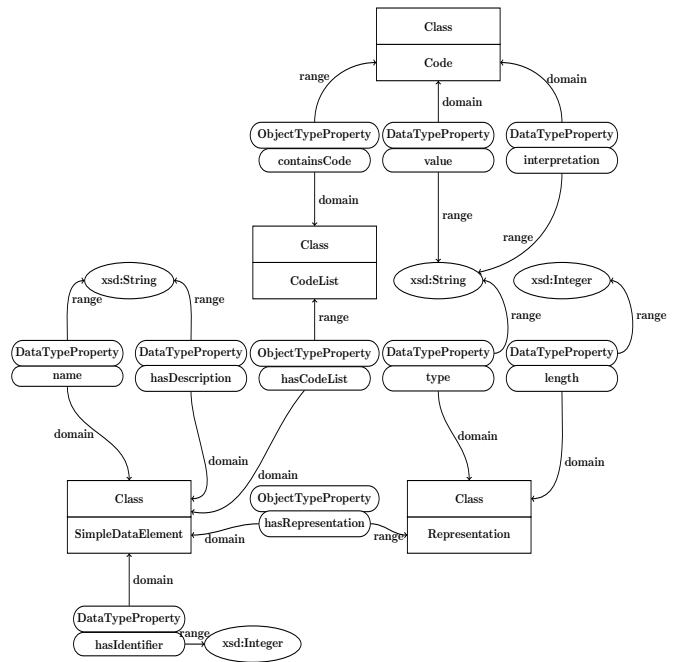 Class
Code
range
domain
domain
ObjectTypeProperty
containsCode
DataTypeProperty
value
DataTypeProperty
interpretation
domain
range
range
Class
CodeList
xsd:String
xsd:String
xsd:Integer
range
range
range
range
range
DataTypeProperty
name
DataTypeProperty
hasDescription
ObjectTypeProperty
hasCodeList
DataTypeProperty
type
DataTypeProperty
length
domain
domain
domain
domain
domain
Class
SimpleDataElement
ObjectTypeProperty
hasRepresentation
Class
Representation
domain
range
domain
DataTypeProperty
hasIdentifier
range
xsd:Integer